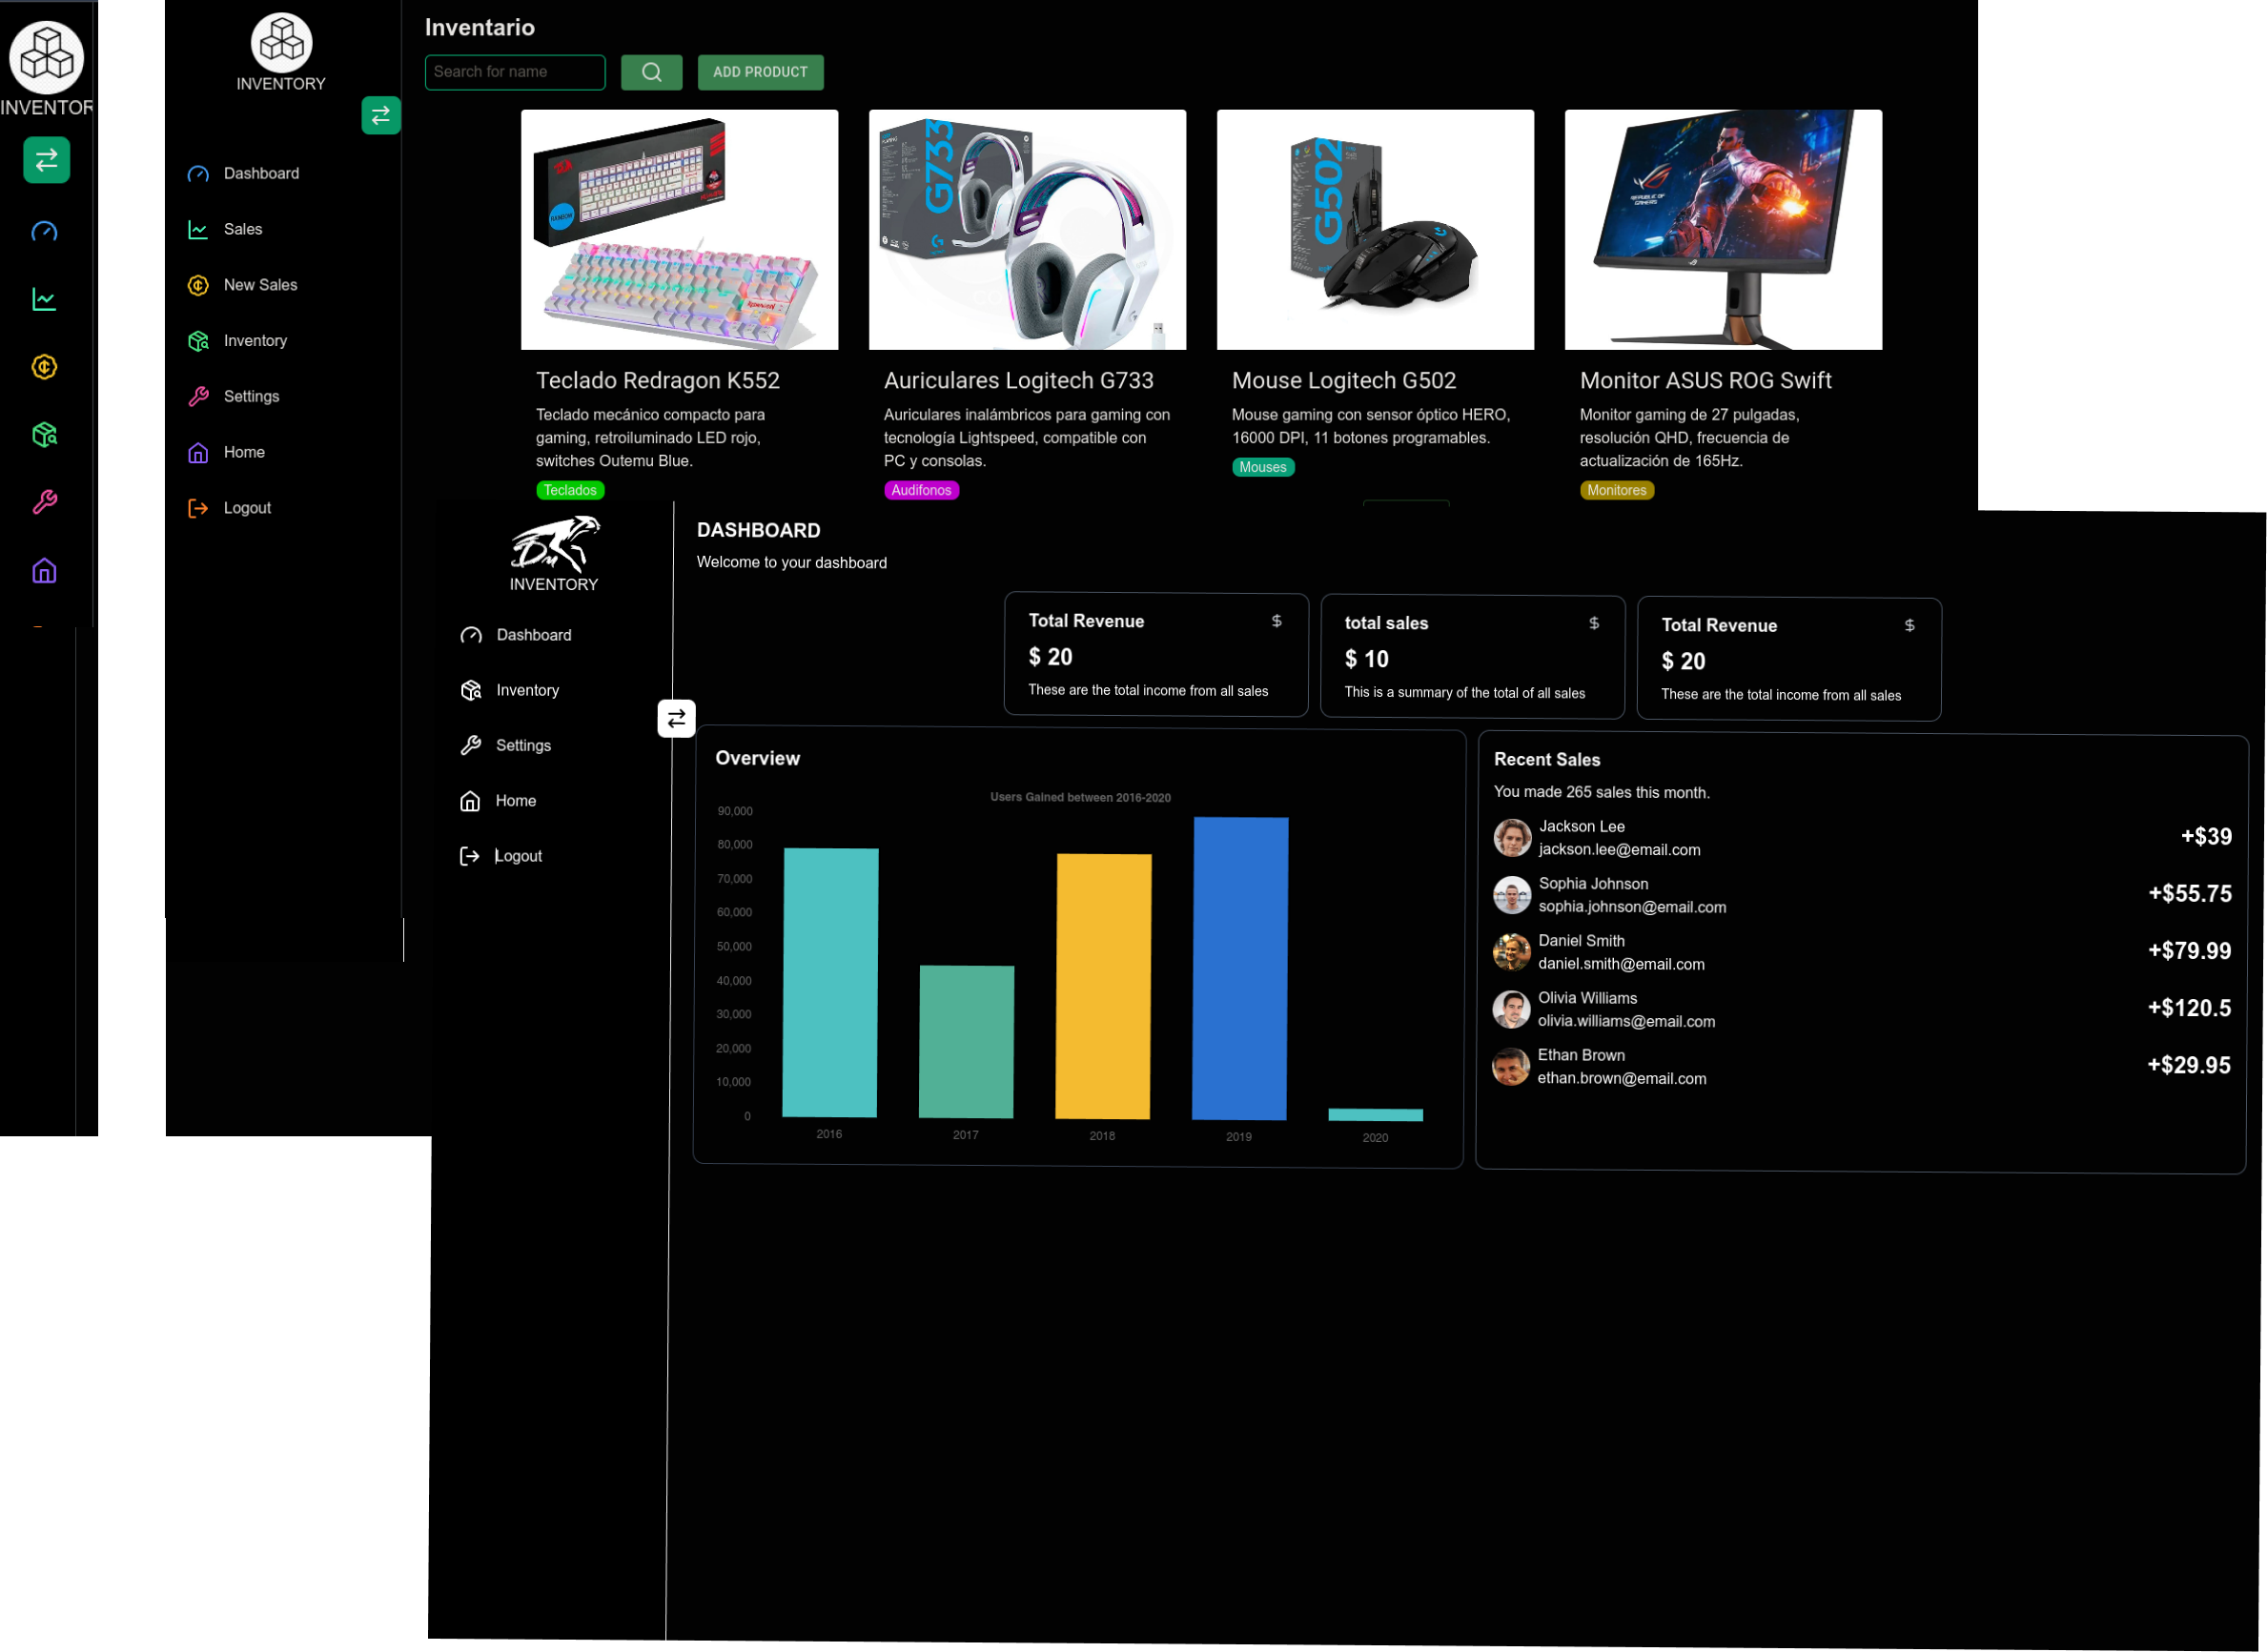 INVENTOR
INVENTORY
Dashboard
Sales
New Sales
Inventory
Settings
Home
Logout
Inventario
Search for name
ADD PRODUCT
G733
G502
REPUBLIC OF
GAMERS
Teclado Redragon K552
Teclado mecánico compacto para
gaming, retroiluminado LED rojo,
switches Outemu Blue.
Teclados
Auriculares Logitech G733
Auriculares inalámbricos para gaming con
tecnología Lightspeed, compatible con
PC y consolas.
Audifonos
Mouse Logitech G502
Mouse gaming con sensor óptico HERO,
16000 DPI, 11 botones programables.
Mouses
Monitor ASUS ROG Swift
Monitor gaming de 27 pulgadas,
resolución QHD, frecuencia de
actualización de 165Hz.
Monitores
INVENTORY
Dashboard
Inventory
Settings
Home
Logout
DASHBOARD
Welcome to your dashboard
Total Revenue $
$ 20
These are the total income from all sales
total sales $
$ 10
This is a summary of the total of all sales
Total Revenue $
$ 20
These are the total income from all sales
Overview
Users Gained between 2016-2020
90,000
80,000
70,000
60,000
50,000
40,000
30,000
20,000
10,000
0
2016 2017 2018 2019 2020
Recent Sales
You made 265 sales this month.
Jackson Lee
jackson.lee@email.com
+$39
Sophia Johnson
sophia.johnson@email.com
+$55.75
Daniel Smith
daniel.smith@email.com
+$79.99
Olivia Williams
olivia.williams@email.com
+$120.5
Ethan Brown
ethan.brown@email.com
+$29.95